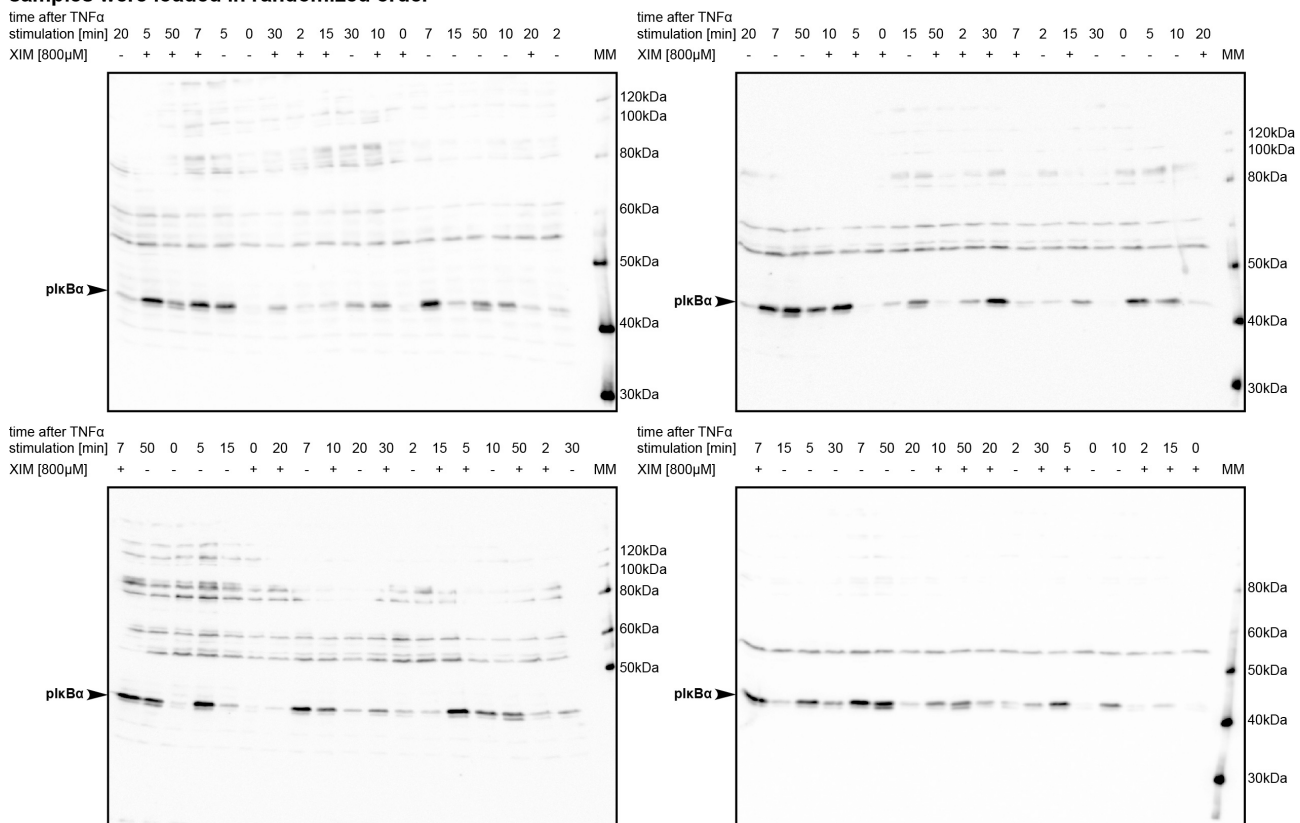 samples were loaded in randomized order
time after TNFα
stimulation [min] 20 7 50 7 5 0 30 2 15 30 10 0 7 15 50 10 20 2
XIM [800µM] - + + + - - + + + - + + - - - - + - MM
120kDa
100kDa
80kDa
60kDa
50kDa
pIκBα
40kDa
30kDa
time after TNFα
stimulation [min] 20 7 50 10 5 0 15 50 2 30 7 2 15 30 0 5 10 20
XIM [800µM] - - - + + + - + + + + - + - - - - + MM
120kDa
100kDa
80kDa
50kDa
pIκBα
40kDa
30kDa
time after TNFα
stimulation [min] 7 50 0 5 15 0 20 7 10 20 30 2 15 5 10 50 2 30
XIM [800µM] + - - - - + + - + - + - + + - + + - MM
120kDa
100kDa
80kDa
60kDa
50kDa
pIκBα
time after TNFα
stimulation [min] 7 15 5 30 7 50 20 10 50 20 2 30 5 0 10 2 15 0
XIM [800µM] + - - - - - - + + + - + + - - + + + MM
80kDa
60kDa
50kDa
pIκBα
40kDa
30kDa